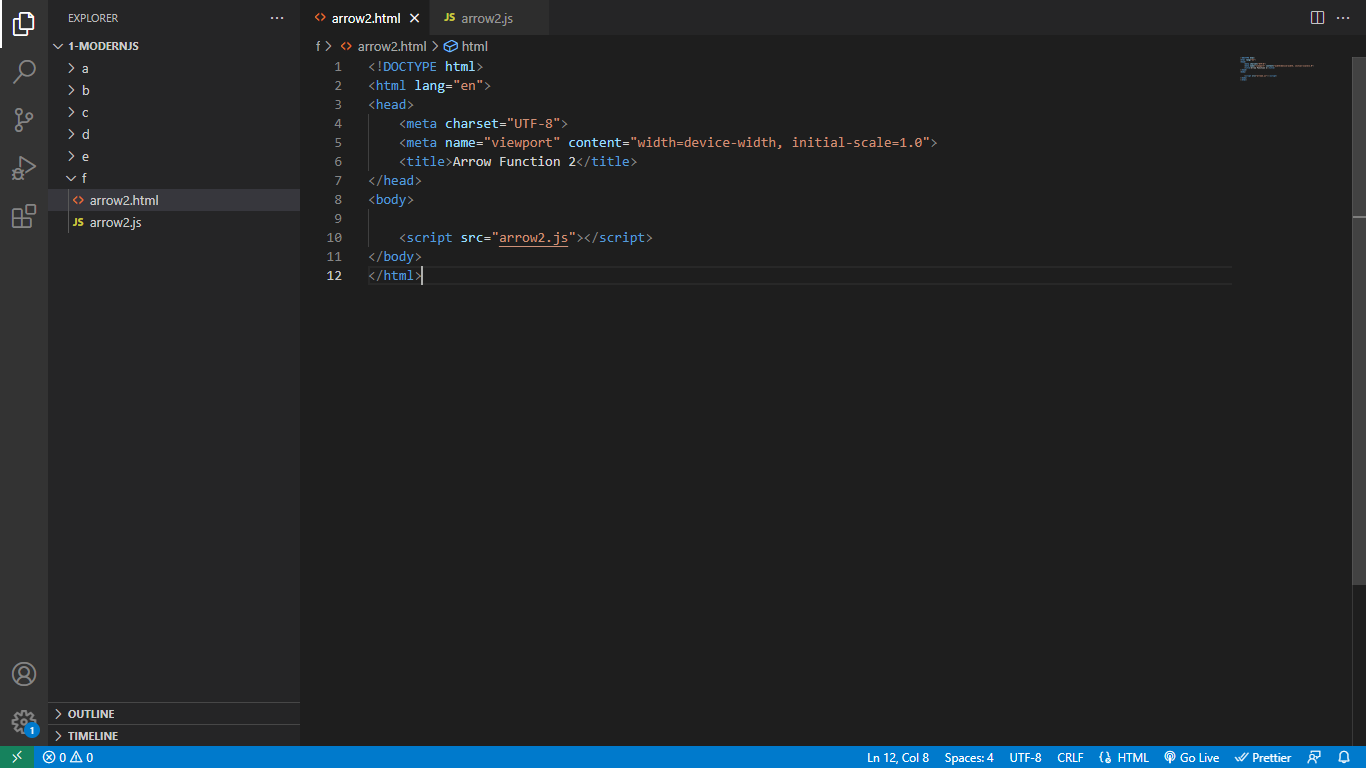 EXPLORER
1-MODERNJS
a
b
c
d
e
f
arrow2.html
JS arrow2.js
OUTLINE
TIMELINE
<> arrow2.html
JS arrow2.js
f > <> arrow2.html > html
1 <!DOCTYPE html>
2 <html lang="en">
3 <head>
4     <meta charset="UTF-8">
5     <meta name="viewport" content="width=device-width, initial-scale=1.0">
6     <title>Arrow Function 2</title>
7 </head>
8 <body>
9
10     <script src="arrow2.js"></script>
11 </body>
12 </html>
1
0 0
Ln 12, Col 8 Spaces: 4 UTF-8 CRLF {} HTML Go Live Prettier